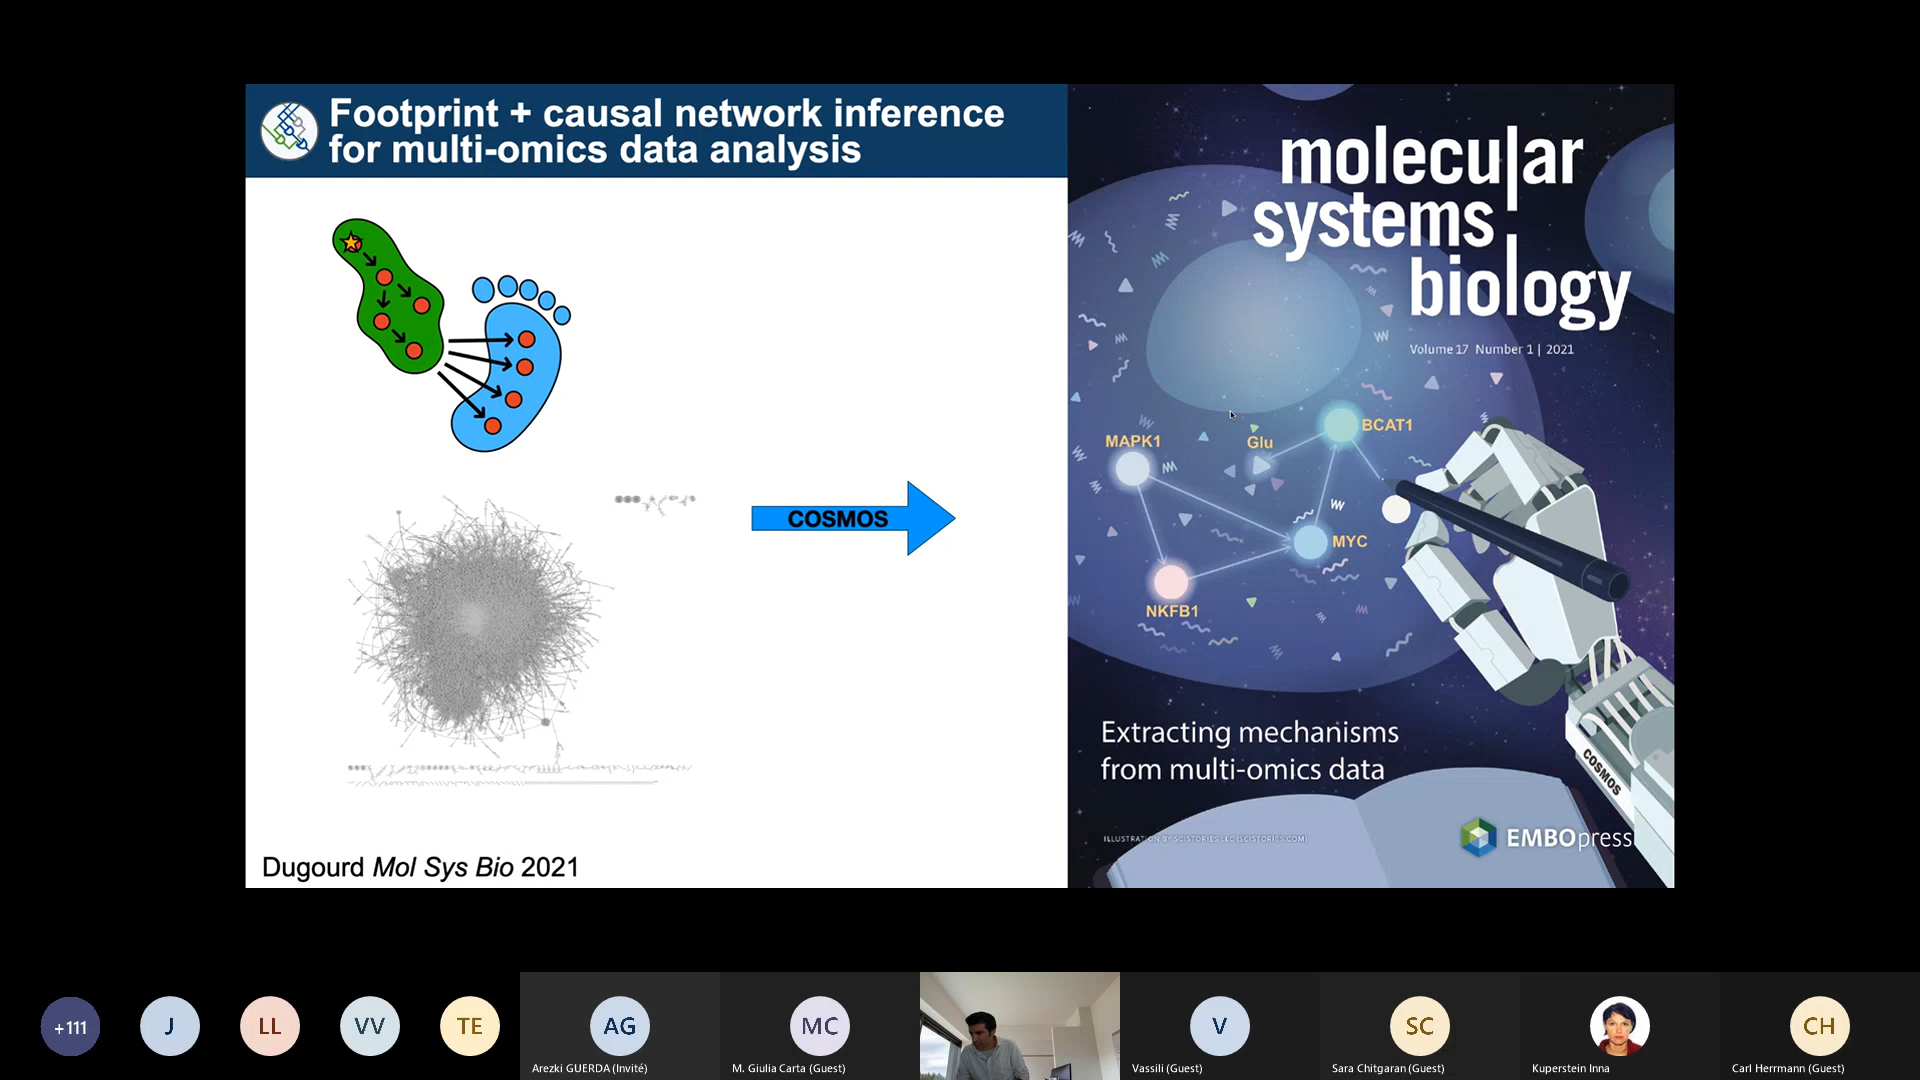 Footprint + causal network inference
for multi-omics data analysis
COSMOS
Dugourd Mol Sys Bio 2021
molecular
systems
biology
Volume 17 Number 1 | 2021
BCAT1
MAPK1
Glu
MYC
NKFB1
Extracting mechanisms
from multi-omics data
COSMOS
ILLUSTRATION BY SCISTORIES LLC (SCISTORIES.COM)
EMBOpress
+111
J
LL
VV
TE
AG
MC
V
SC
CH
Arezki GUERDA (Invité)
M. Giulia Carta (Guest)
Vassili (Guest)
Sara Chitgaran (Guest)
Kuperstein Inna
Carl Herrmann (Guest)